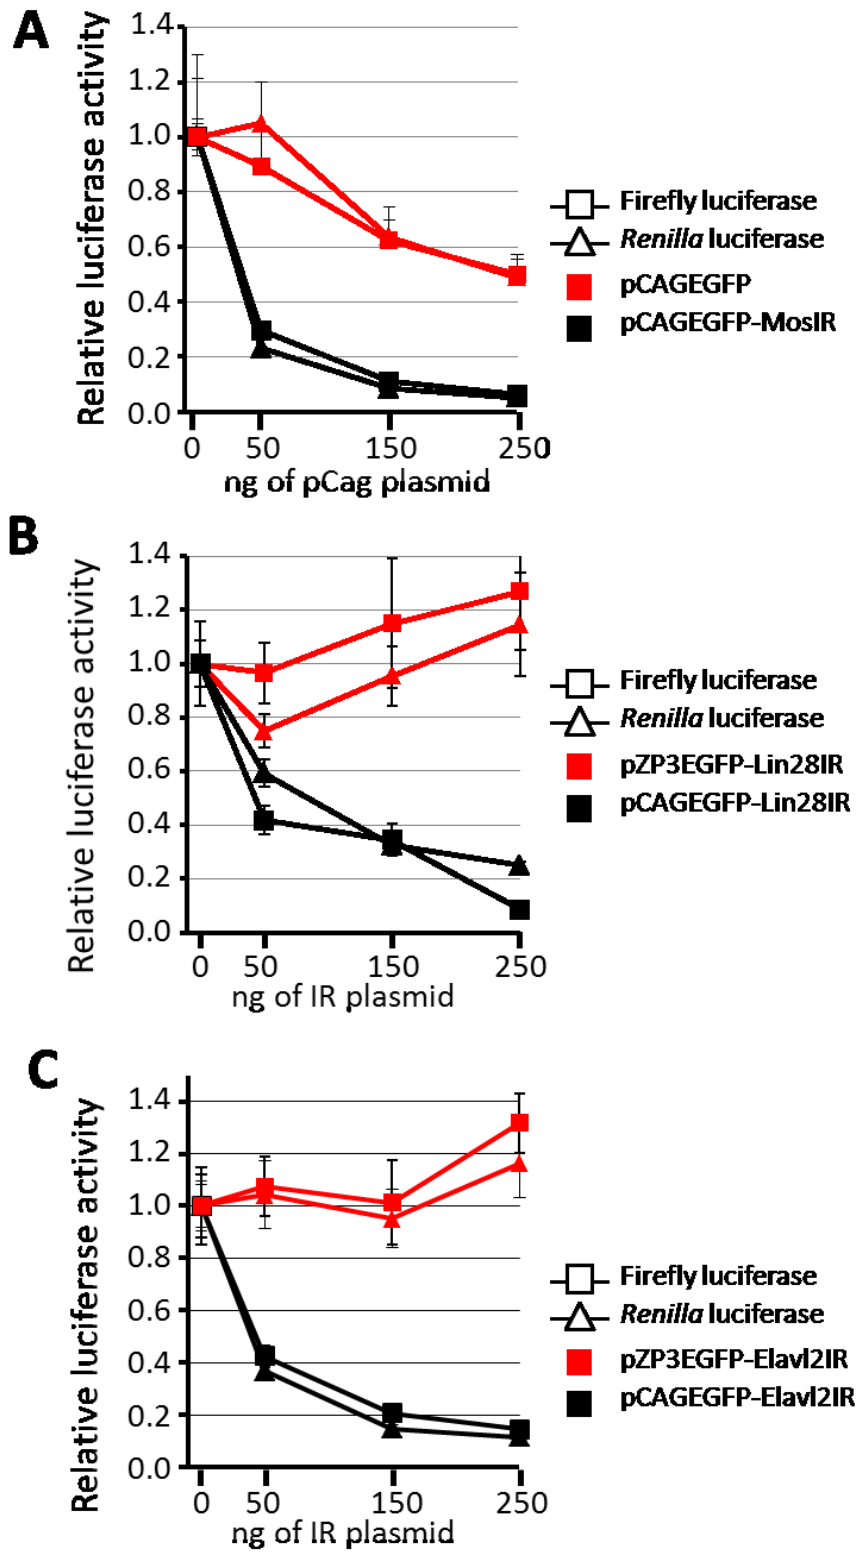 A
Relative luciferase activity
1.4
1.2
1.0
0.8
0.6
0.4
0.2
0.0
0 50 150 250
ng of pCag plasmid
Firefly luciferase
Renilla luciferase
pCAGEGFP
pCAGEGFP-MosIR
B
Relative luciferase activity
1.4
1.2
1.0
0.8
0.6
0.4
0.2
0.0
0 50 150 250
ng of IR plasmid
Firefly luciferase
Renilla luciferase
pZP3EGFP-Lin28IR
pCAGEGFP-Lin28IR
C
Relative luciferase activity
1.4
1.2
1.0
0.8
0.6
0.4
0.2
0.0
0 50 150 250
ng of IR plasmid
Firefly luciferase
Renilla luciferase
pZP3EGFP-Elavl2IR
pCAGEGFP-Elavl2IR